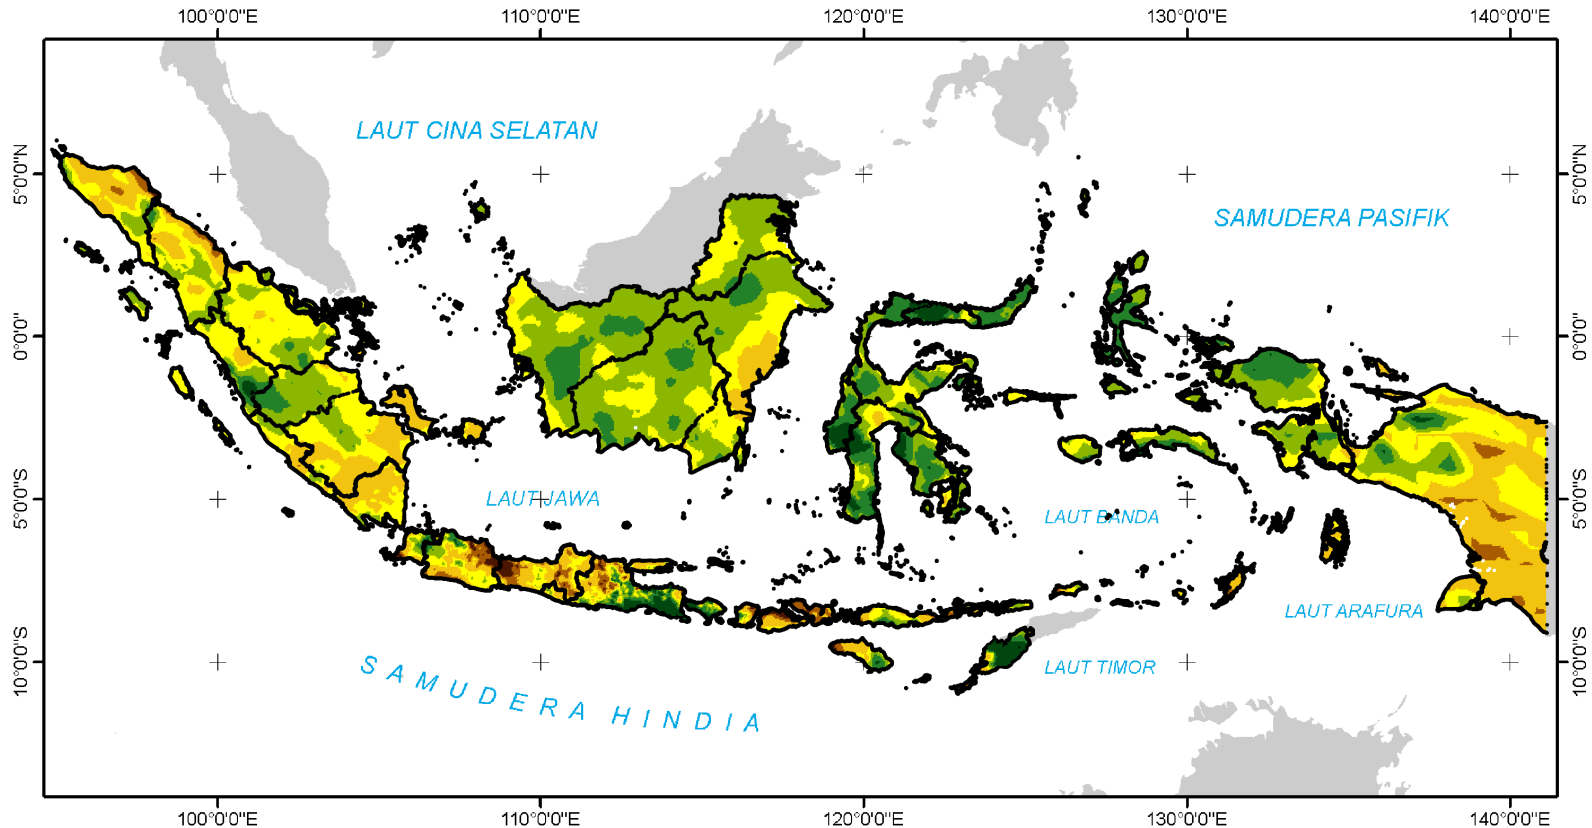 100°0'0"E 110°0'0"E 120°0'0"E 130°0'0"E 140°0'0"E
LAUT CINA SELATAN
5°0'0"N 5°0'0"N
SAMUDERA PASIFIK
0°0'0" 0°0'0"
LAUT JAWA
5°0'0"S 5°0'0"S
LAUT BANDA
LAUT ARAFURA
10°0'0"S 10°0'0"S
LAUT TIMOR
SAMUDERA HINDIA
100°0'0"E 110°0'0"E 120°0'0"E 130°0'0"E 140°0'0"E